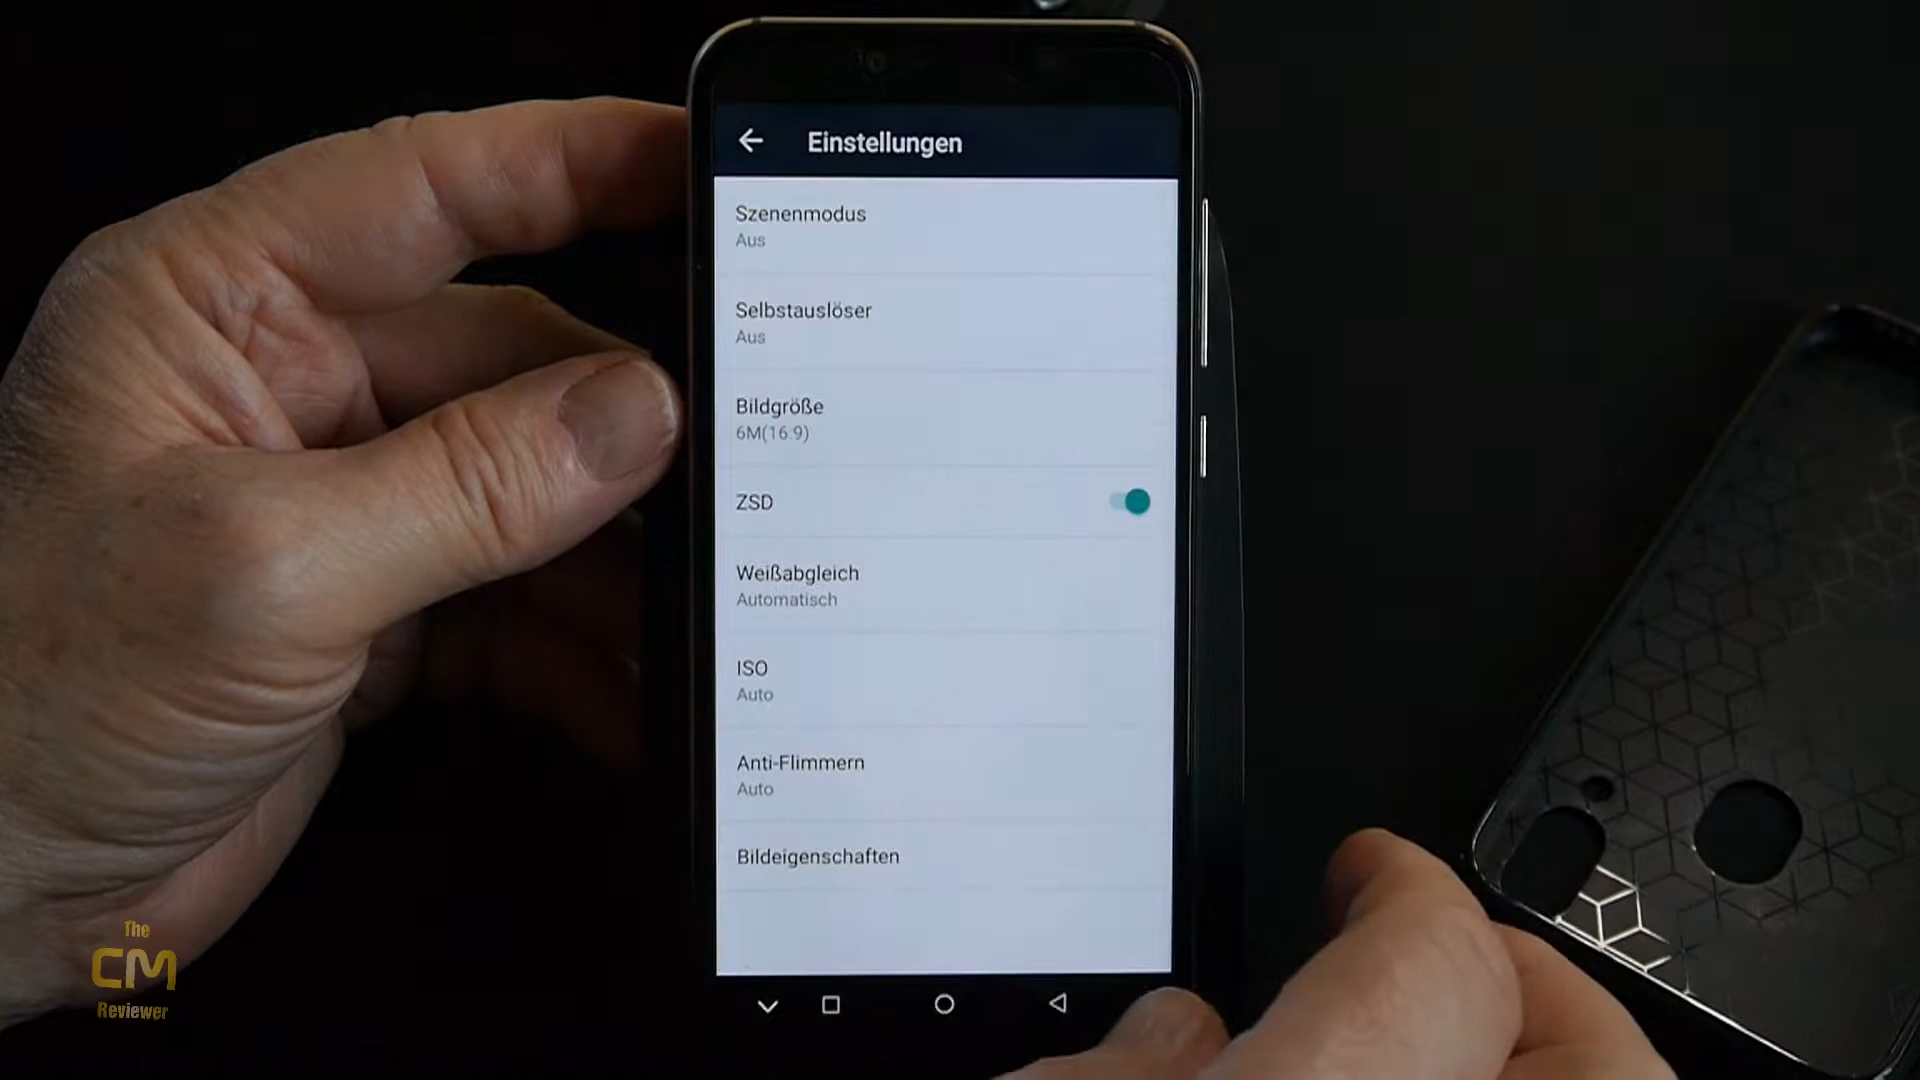 Einstellungen
Szenenmodus
Aus
Selbstauslöser
Aus
Bildgröße
6M(16:9)
ZSD
Weißabgleich
Automatisch
ISO
Auto
Anti-Flimmern
Auto
Bildeigenschaften
The
CM
Reviewer